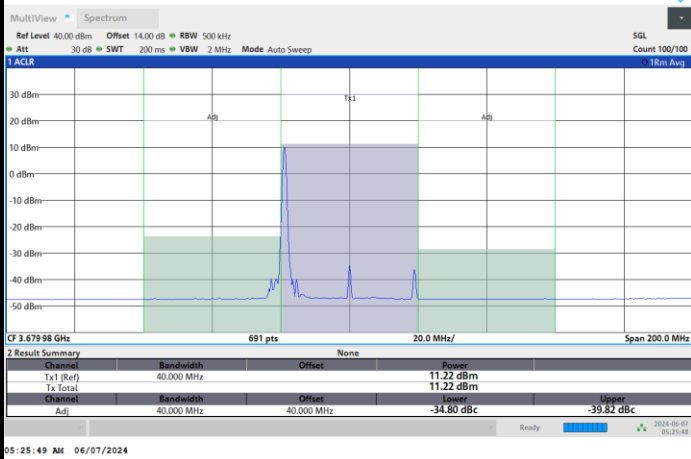 MultiView Spectrum
Ref Level 40.00 dBm Offset 14.00 dB RBW 500 kHz SGL
Att 30 dB SWT 200 ms VBW 2 MHz Mode Auto Sweep Count 100/100
1 ACLR 1Rm Avg
30 dBm
Tx1
20 dBm
Adj Adj
10 dBm
0 dBm
-10 dBm
-20 dBm
-30 dBm
-40 dBm
-50 dBm
CF 3.679 98 GHz 691 pts 20.0 MHz/ Span 200.0 MHz
2 Result Summary None
Channel Bandwidth Offset Power
Tx1 (Ref) 40.000 MHz 11.22 dBm
Tx Total 11.22 dBm
Channel Bandwidth Offset Lower Upper
Adj 40.000 MHz 40.000 MHz -34.80 dBc -39.82 dBc
Ready 2024-06-07
05:25:48
05:25:49 AM 06/07/2024